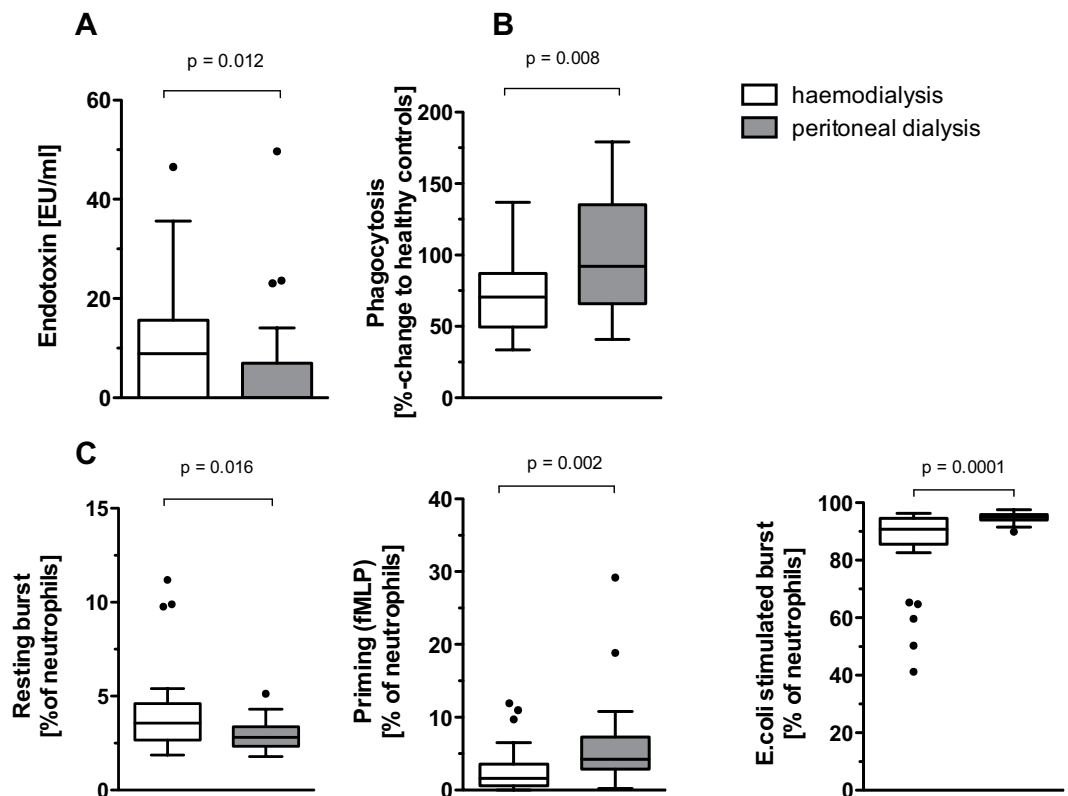 A
B
p = 0.012
p = 0.008
haemodialysis
peritoneal dialysis
Endotoxin [EU/ml]
60
40
20
0
Phagocytosis
[%-change to healthy controls]
200
150
100
50
0
C
p = 0.016
p = 0.002
p = 0.0001
Resting burst
[%of neutrophils]
15
10
5
0
Priming (fMLP)
[% of neutrophils]
40
30
20
10
0
E.coli stimulated burst
[% of neutrophils]
100
80
60
40
20
0